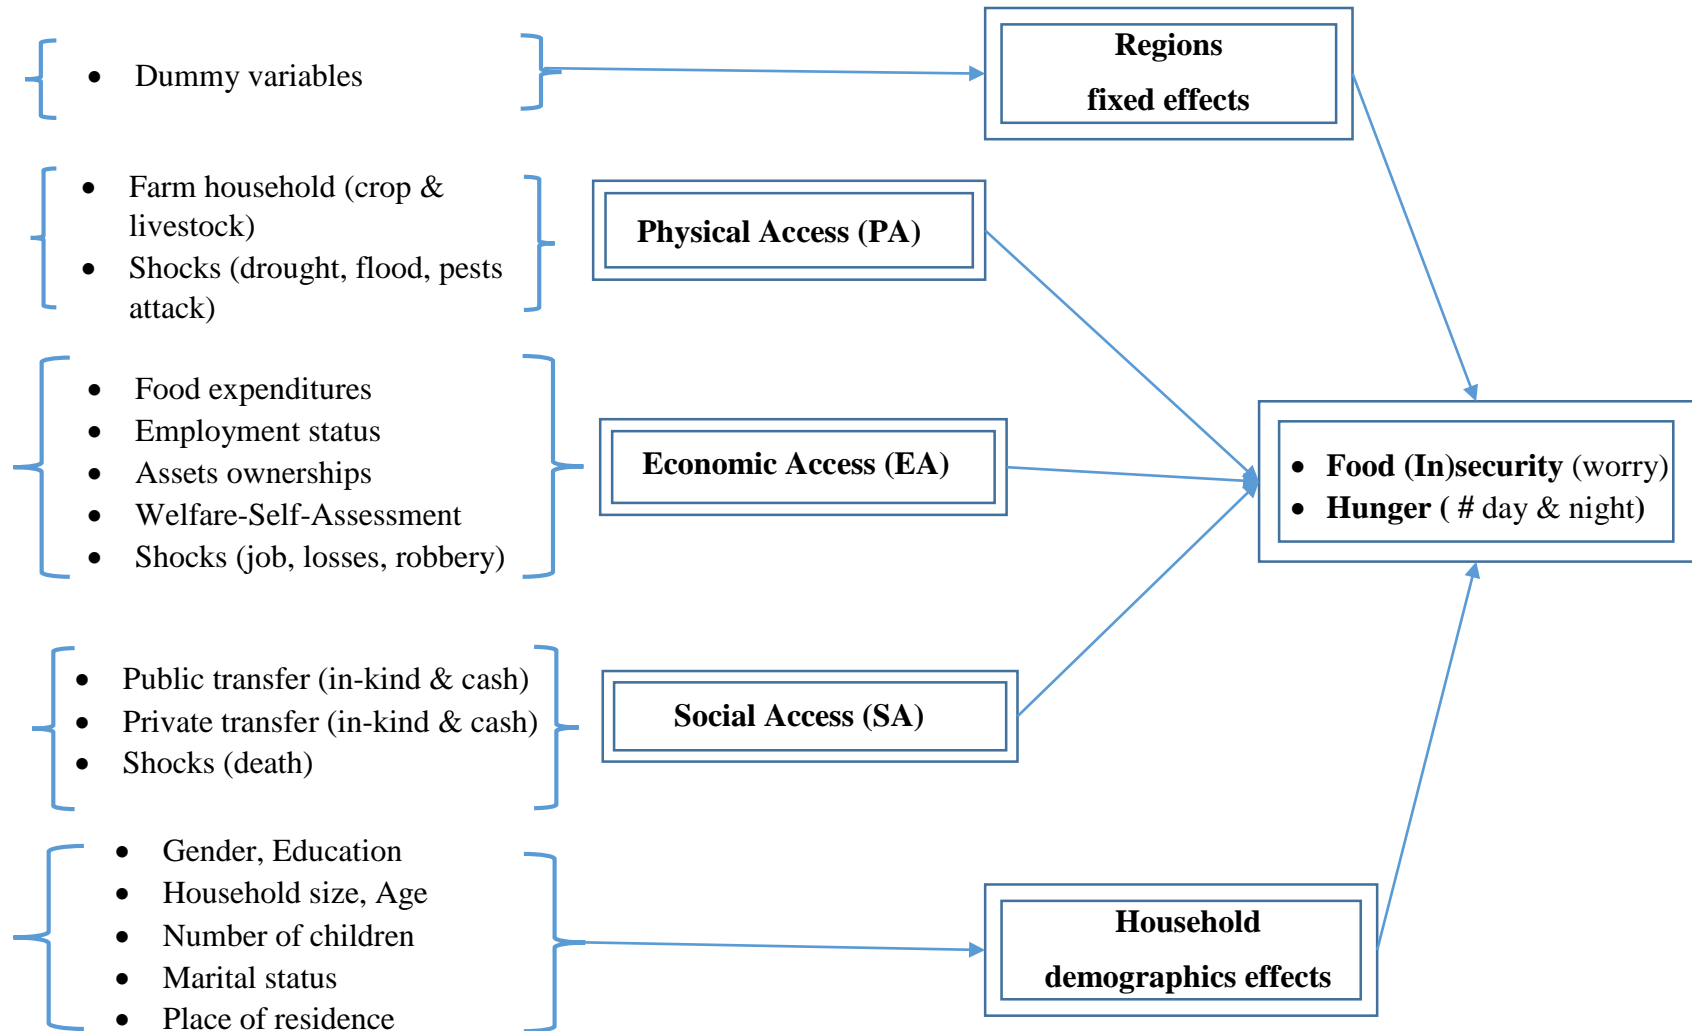 • Dummy variables
Regions
fixed effects
• Farm household (crop &
livestock)
• Shocks (drought, flood, pests
attack)
Physical Access (PA)
• Food expenditures
• Employment status
• Assets ownerships
• Welfare-Self-Assessment
• Shocks (job, losses, robbery)
Economic Access (EA)
• Food (In)security (worry)
• Hunger ( # day & night)
• Public transfer (in-kind & cash)
• Private transfer (in-kind & cash)
• Shocks (death)
Social Access (SA)
• Gender, Education
• Household size, Age
• Number of children
• Marital status
• Place of residence
Household
demographics effects